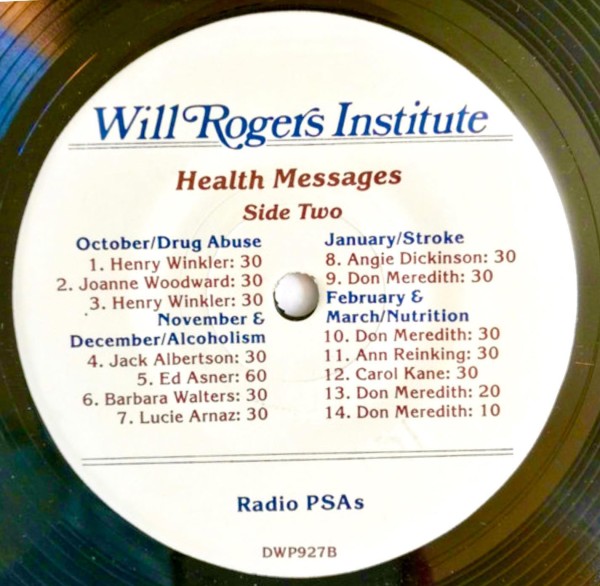 Will Rogers Institute
Health Messages
Side Two
October/Drug Abuse
1. Henry Winkler: 30
2. Joanne Woodward: 30
3. Henry Winkler: 30
November &
December/Alcoholism
4. Jack Albertson: 30
5. Ed Asner: 60
6. Barbara Walters: 30
7. Lucie Arnaz: 30
January/Stroke
8. Angie Dickinson: 30
9. Don Meredith: 30
February &
March/Nutrition
10. Don Meredith: 30
11. Ann Reinking: 30
12. Carol Kane: 30
13. Don Meredith: 20
14. Don Meredith: 10
Radio PSAs
DWP927B